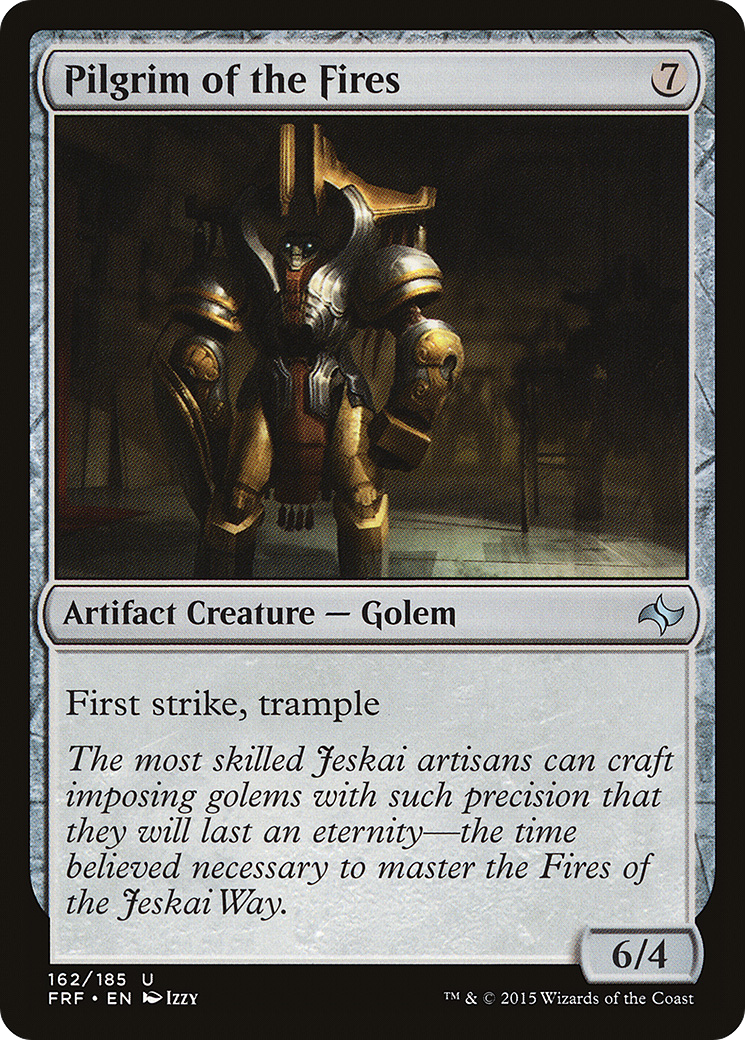 Pilgrim of the Fires 7
Artifact Creature — Golem
First strike, trample
The most skilled Jeskai artisans can craft
imposing golems with such precision that
they will last an eternity—the time
believed necessary to master the Fires of
the Jeskai Way.
6/4
162/185 U
FRF • EN Izzy
™ & © 2015 Wizards of the Coast